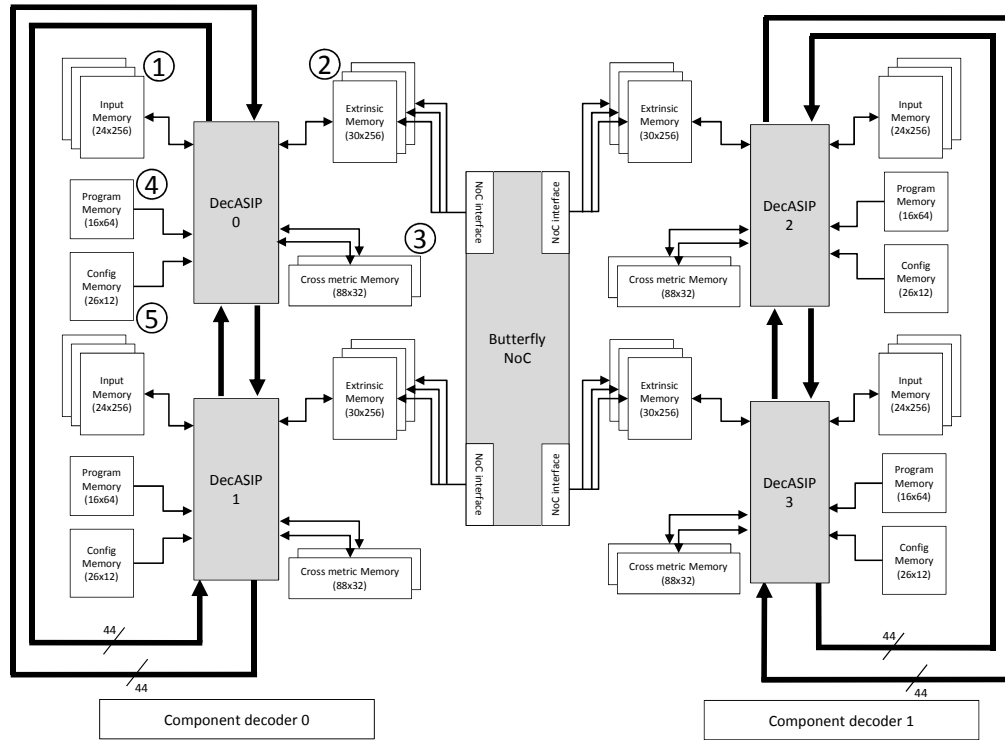 1
Input
Memory
(24x256)
2
Extrinsic
Memory
(30x256)
4
Program
Memory
(16x64)
DecASIP
0
3
Cross metric Memory
(88x32)
Config
Memory
(26x12)
5
Input
Memory
(24x256)
Extrinsic
Memory
(30x256)
Program
Memory
(16x64)
DecASIP
1
Config
Memory
(26x12)
Cross metric Memory
(88x32)
44
44
Component decoder 0
NoC interface
NoC interface
Butterfly
NoC
NoC interface
NoC interface
Extrinsic
Memory
(30x256)
Input
Memory
(24x256)
DecASIP
2
Program
Memory
(16x64)
Cross metric Memory
(88x32)
Config
Memory
(26x12)
Extrinsic
Memory
(30x256)
Input
Memory
(24x256)
DecASIP
3
Program
Memory
(16x64)
Cross metric Memory
(88x32)
Config
Memory
(26x12)
44
44
Component decoder 1